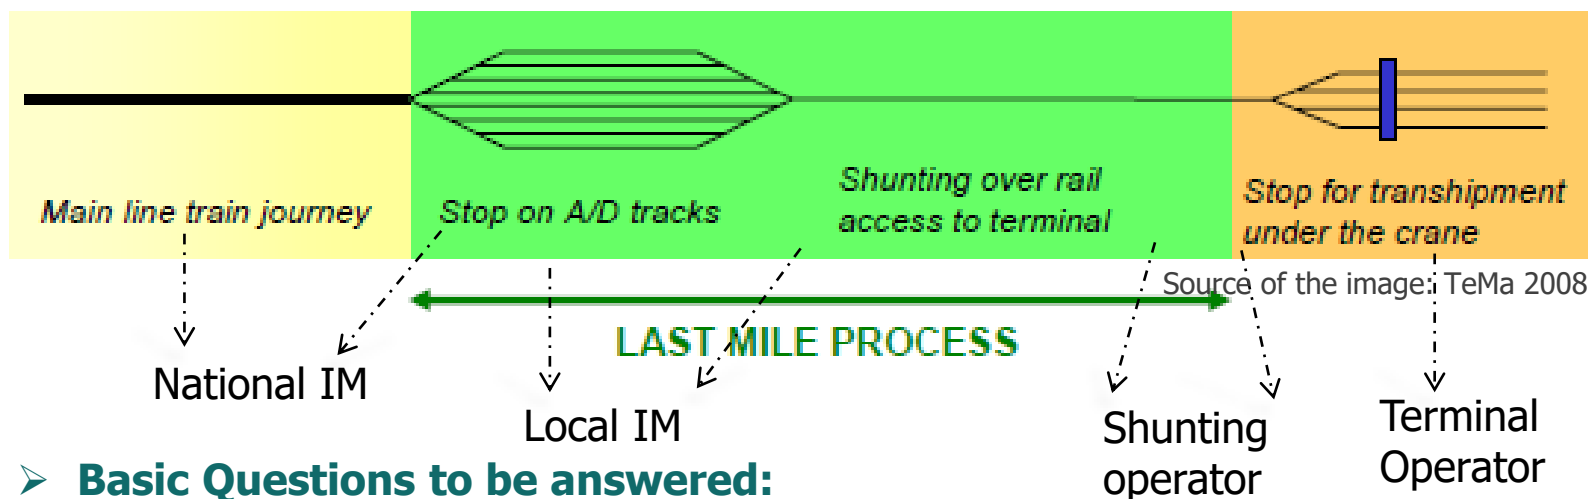 Main line train journey
Stop on A/D tracks
Shunting over rail
access to terminal
Stop for transhipment
under the crane
Source of the image: TeMa 2008
LAST MILE PROCESS
National IM
Local IM
Shunting
operator
Terminal
Operator
➢ Basic Questions to be answered: